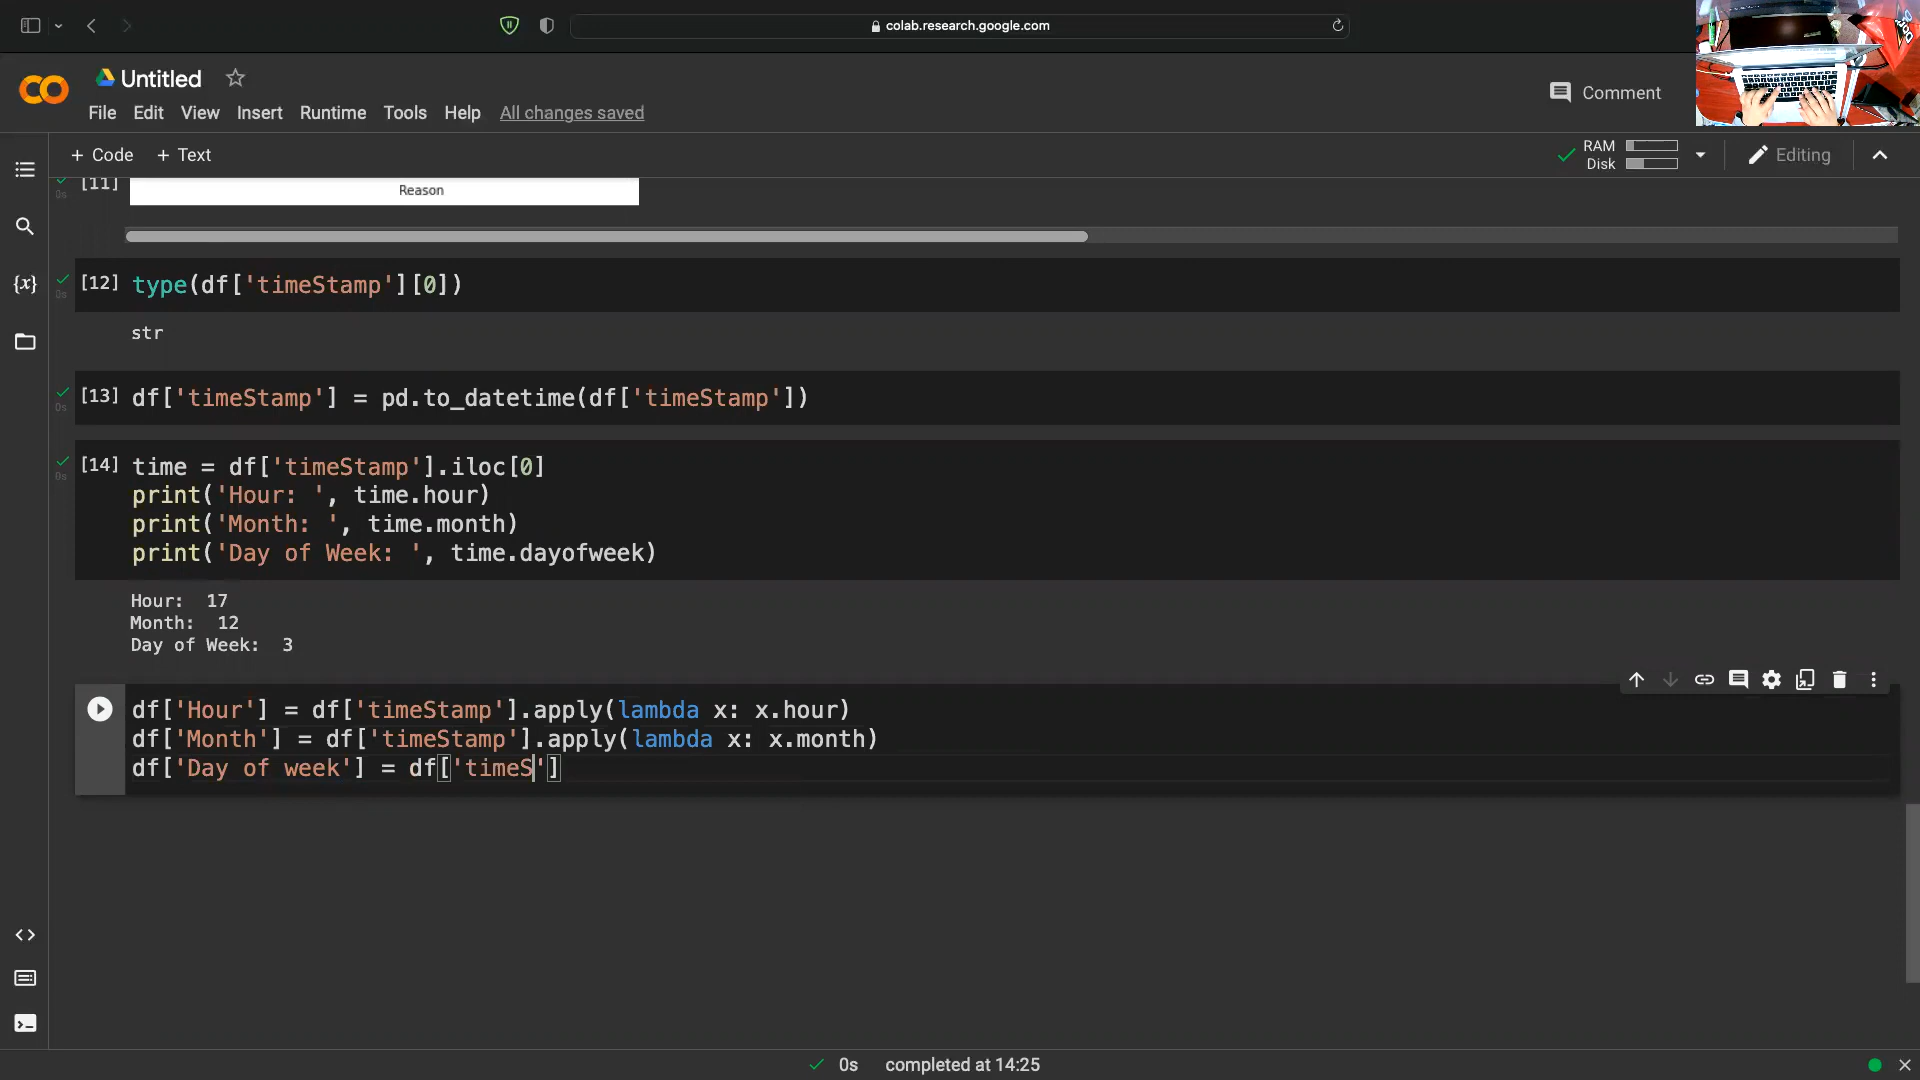 colab.research.google.com
Untitled
Comment
File Edit View Insert Runtime Tools Help All changes saved
+ Code + Text
RAM
Disk
Editing
[11]
Reason
[12] type(df['timeStamp'][0])
0s
str
[13] df['timeStamp'] = pd.to_datetime(df['timeStamp'])
0s
[14] time = df['timeStamp'].iloc[0]
0s
print('Hour: ', time.hour)
print('Month: ', time.month)
print('Day of Week: ', time.dayofweek)
Hour:  17
Month:  12
Day of Week:  3
df['Hour'] = df['timeStamp'].apply(lambda x: x.hour)
df['Month'] = df['timeStamp'].apply(lambda x: x.month)
df['Day of week'] = df['timeS']
0s completed at 14:25